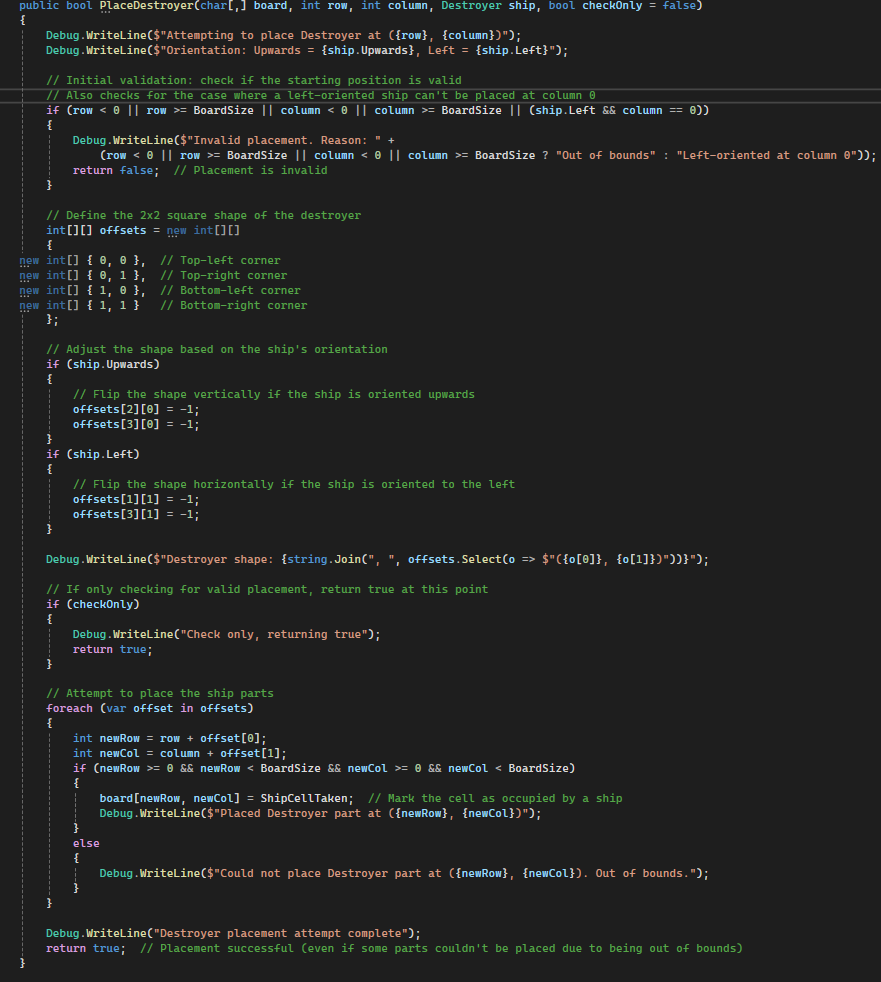 public bool PlaceDestroyer(char[,] board, int row, int column, Destroyer ship, bool checkOnly = false)
{
    Debug.WriteLine($"Attempting to place Destroyer at ({row}, {column})");
    Debug.WriteLine($"Orientation: Upwards = {ship.Upwards}, Left = {ship.Left}");

    // Initial validation: check if the starting position is valid
    // Also checks for the case where a left-oriented ship can't be placed at column 0
    if (row < 0 || row >= BoardSize || column < 0 || column >= BoardSize || (ship.Left && column == 0))
    {
        Debug.WriteLine($"Invalid placement. Reason: " +
            (row < 0 || row >= BoardSize || column < 0 || column >= BoardSize ? "Out of bounds" : "Left-oriented at column 0"));
        return false;  // Placement is invalid
    }

    // Define the 2x2 square shape of the destroyer
    int[][] offsets = new int[][]
    {
new int[] { 0, 0 },  // Top-left corner
new int[] { 0, 1 },  // Top-right corner
new int[] { 1, 0 },  // Bottom-left corner
new int[] { 1, 1 }   // Bottom-right corner
    };

    // Adjust the shape based on the ship's orientation
    if (ship.Upwards)
    {
        // Flip the shape vertically if the ship is oriented upwards
        offsets[2][0] = -1;
        offsets[3][0] = -1;
    }
    if (ship.Left)
    {
        // Flip the shape horizontally if the ship is oriented to the left
        offsets[1][1] = -1;
        offsets[3][1] = -1;
    }

    Debug.WriteLine($"Destroyer shape: {string.Join(", ", offsets.Select(o => $"({o[0]}, {o[1]})"))}");

    // If only checking for valid placement, return true at this point
    if (checkOnly)
    {
        Debug.WriteLine("Check only, returning true");
        return true;
    }

    // Attempt to place the ship parts
    foreach (var offset in offsets)
    {
        int newRow = row + offset[0];
        int newCol = column + offset[1];
        if (newRow >= 0 && newRow < BoardSize && newCol >= 0 && newCol < BoardSize)
        {
            board[newRow, newCol] = ShipCellTaken;  // Mark the cell as occupied by a ship
            Debug.WriteLine($"Placed Destroyer part at ({newRow}, {newCol})");
        }
        else
        {
            Debug.WriteLine($"Could not place Destroyer part at ({newRow}, {newCol}). Out of bounds.");
        }
    }

    Debug.WriteLine("Destroyer placement attempt complete");
    return true;  // Placement successful (even if some parts couldn't be placed due to being out of bounds)
}